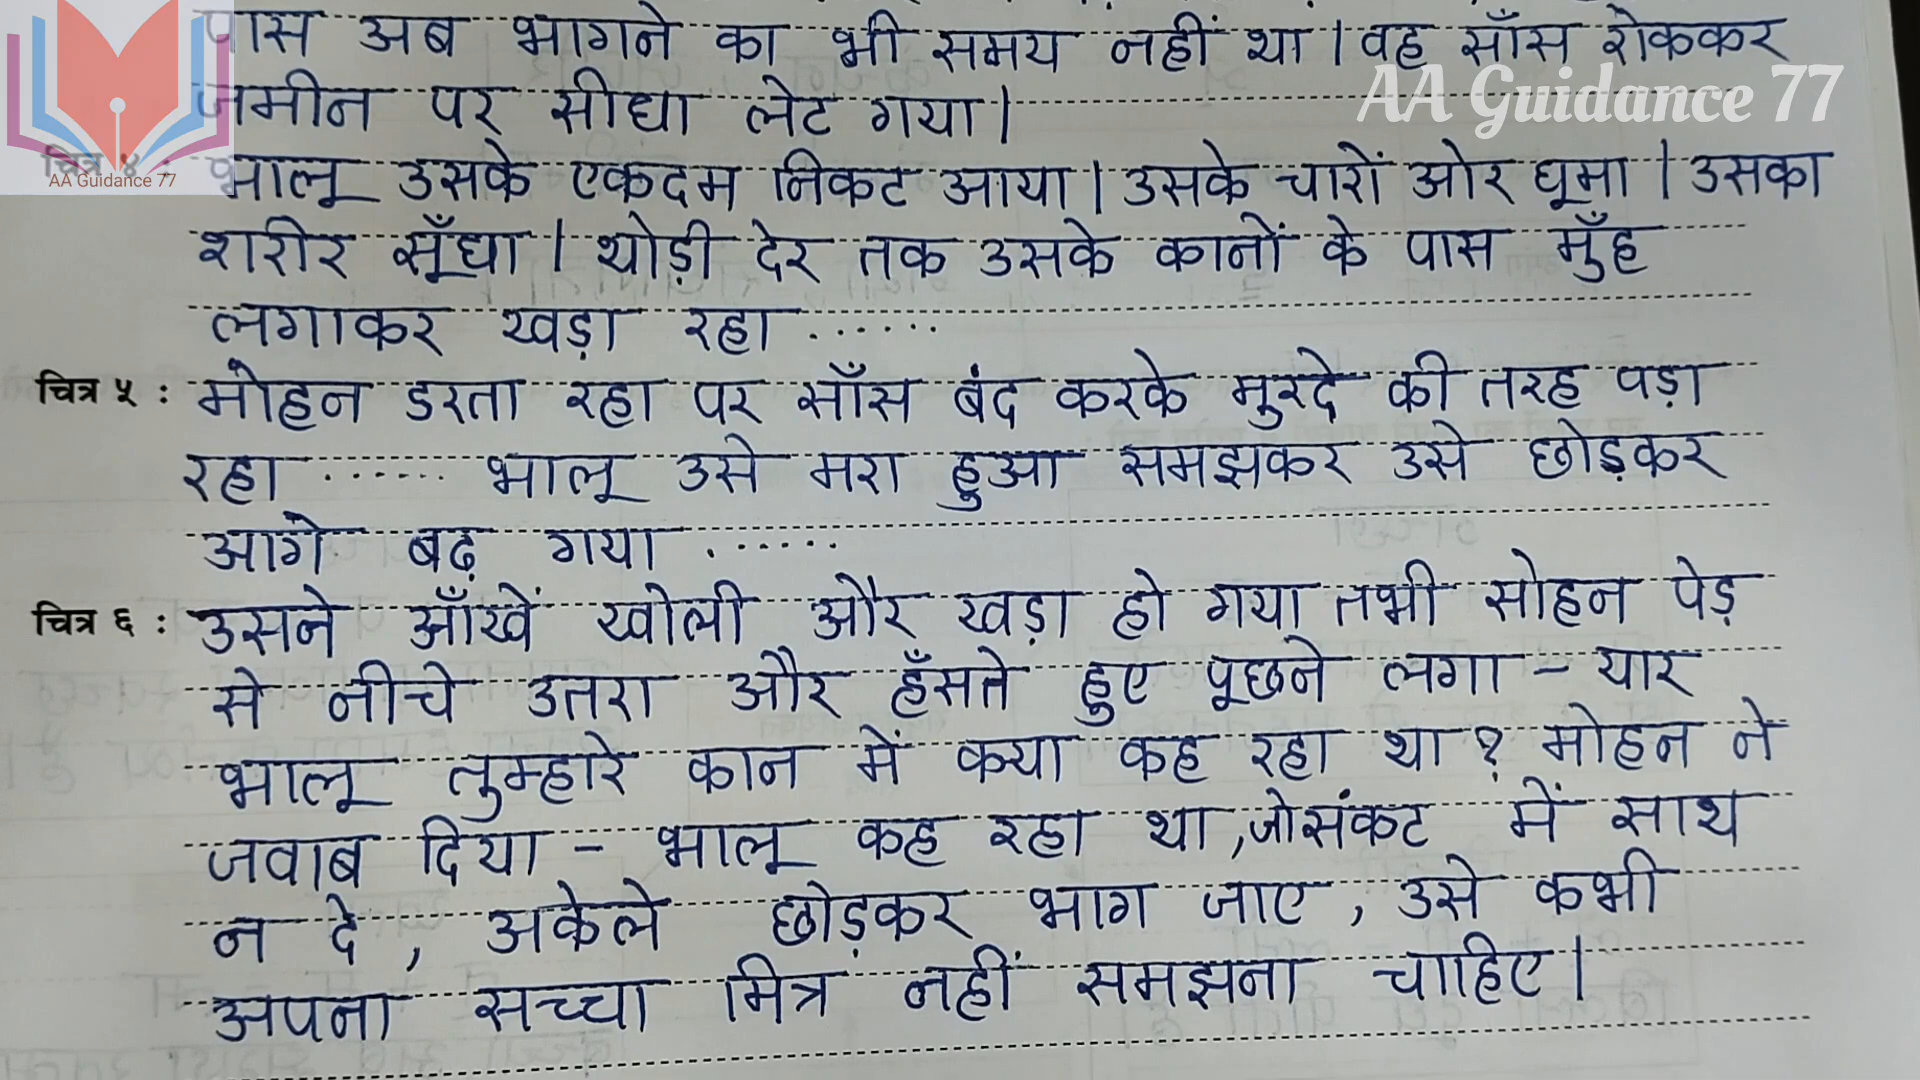 पास अब भागने का भी समय नहीं था। वह साँस रोककर
AA Guidance 77
जमीन पर सीधा लेट गया।
चित्र ४ : भालू उसके एकदम निकट आया। उसके चारों ओर घूमा। उसका
AA Guidance 77
शरीर सूँघा। थोड़ी देर तक उसके कानों के पास मुँह
लगाकर खड़ा रहा ......
चित्र ५ : मोहन डरता रहा पर साँस बंद करके मुरदे की तरह पड़ा
रहा ...... भालू उसे मरा हुआ समझकर उसे छोड़कर
आगे बढ़ गया ......
चित्र ६ : उसने आँखें खोली और खड़ा हो गया तभी सोहन पेड़
से नीचे उतरा और हँसते हुए पूछने लगा – यार
भालू तुम्हारे कान में क्या कह रहा था? मोहन ने
जवाब दिया – भालू कह रहा था, जो संकट में साथ
न दे, अकेले छोड़कर भाग जाए, उसे कभी
अपना सच्चा मित्र नहीं समझना चाहिए।